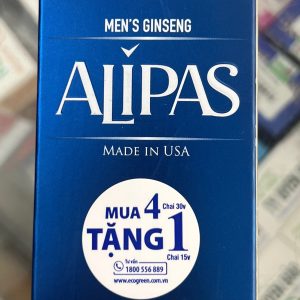 MEN'S GINSENG
ALIPAS
MADE IN USA
MUA 4 Chai 30v
TẶNG 1 Chai 15v
Tư vấn
1800 556 889
www.ecogreen.com.vn